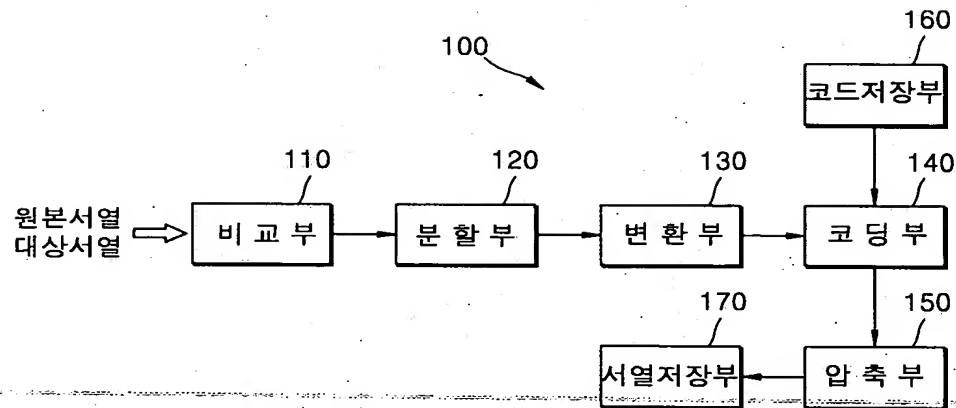 160
100
코드저장부
110
120
130
140
원본서열
대상서열
비 교 부
분 할 부
변 환 부
코 딩 부
170
150
서열저장부
압 축 부